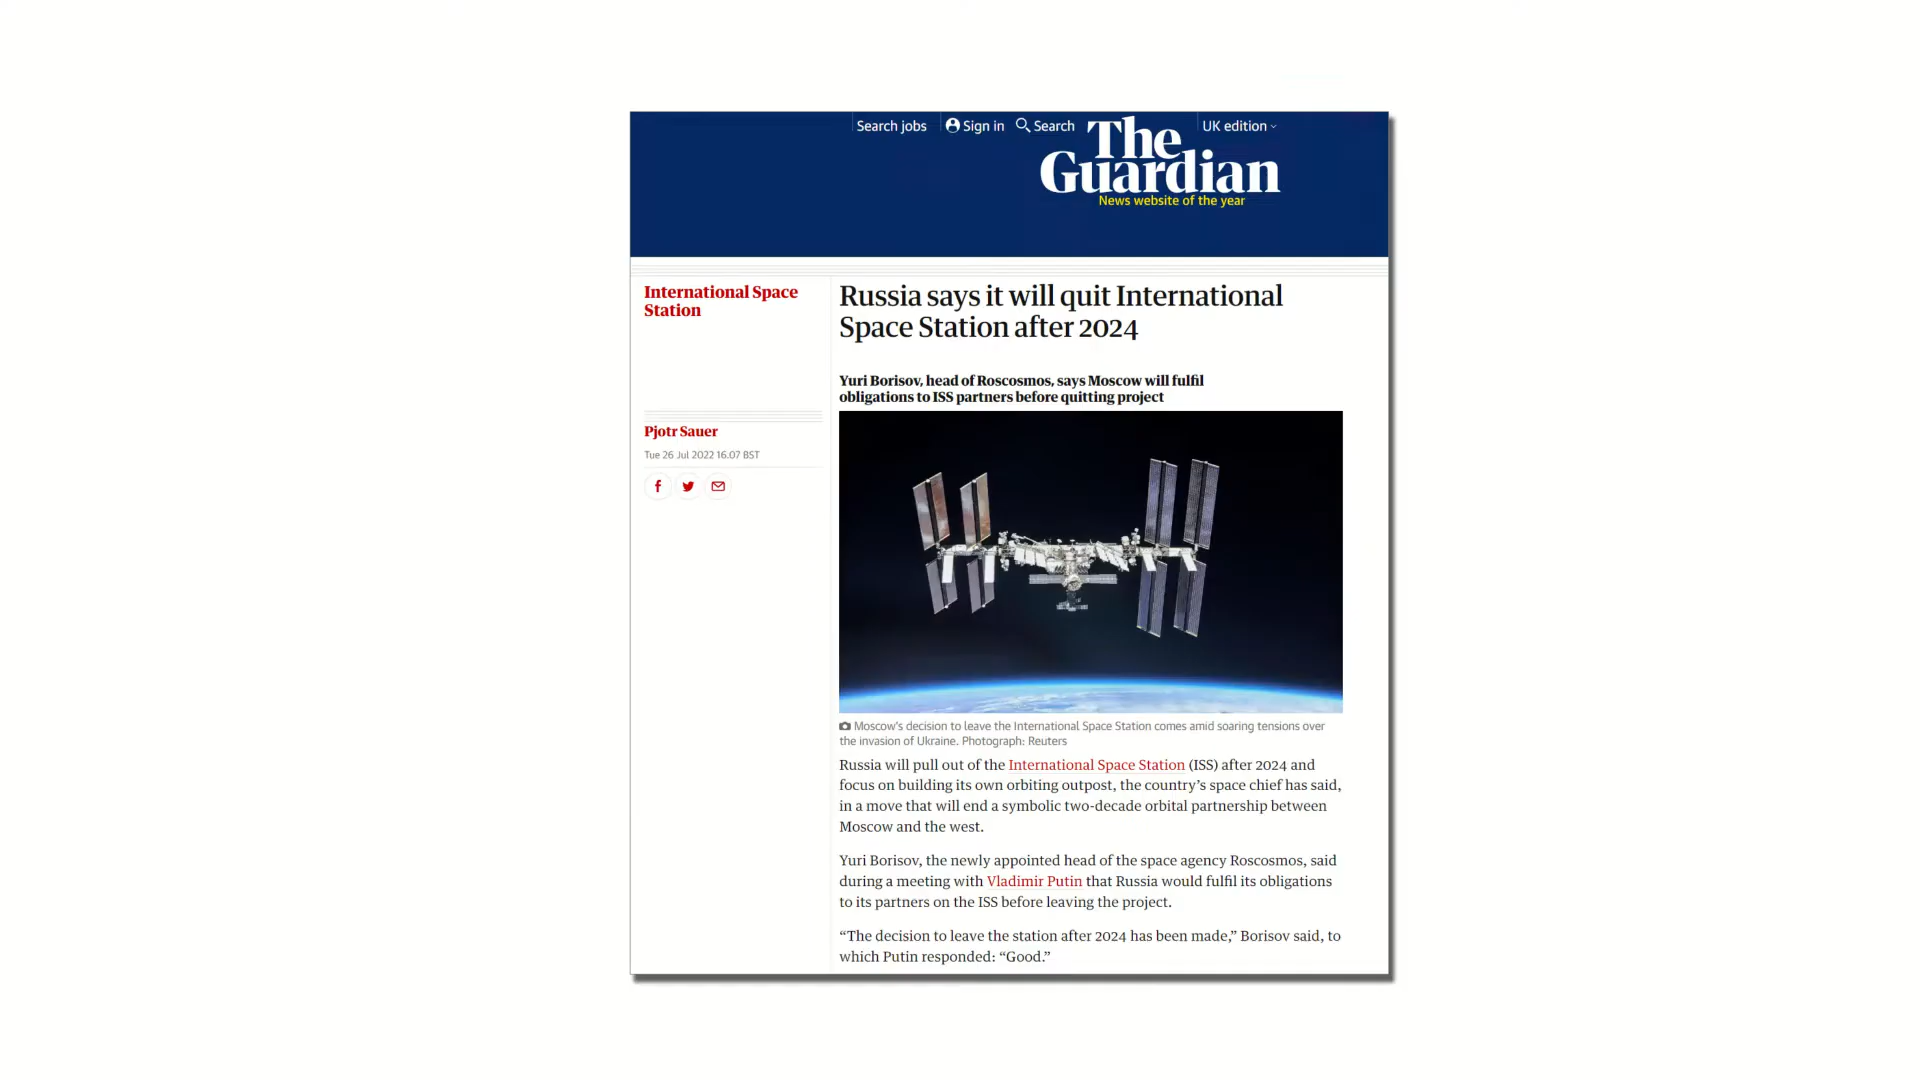 Search jobs
Sign in
Search
UK edition
The
Guardian
News website of the year
International Space
Station
Pjotr Sauer
Tue 26 Jul 2022 16.07 BST
Russia says it will quit International
Space Station after 2024
Yuri Borisov, head of Roscosmos, says Moscow will fulfil
obligations to ISS partners before quitting project
Moscow’s decision to leave the International Space Station comes amid soaring tensions over
the invasion of Ukraine. Photograph: Reuters
Russia will pull out of the International Space Station (ISS) after 2024 and
focus on building its own orbiting outpost, the country’s space chief has said,
in a move that will end a symbolic two-decade orbital partnership between
Moscow and the west.
Yuri Borisov, the newly appointed head of the space agency Roscosmos, said
during a meeting with Vladimir Putin that Russia would fulfil its obligations
to its partners on the ISS before leaving the project.
“The decision to leave the station after 2024 has been made,” Borisov said, to
which Putin responded: “Good.”